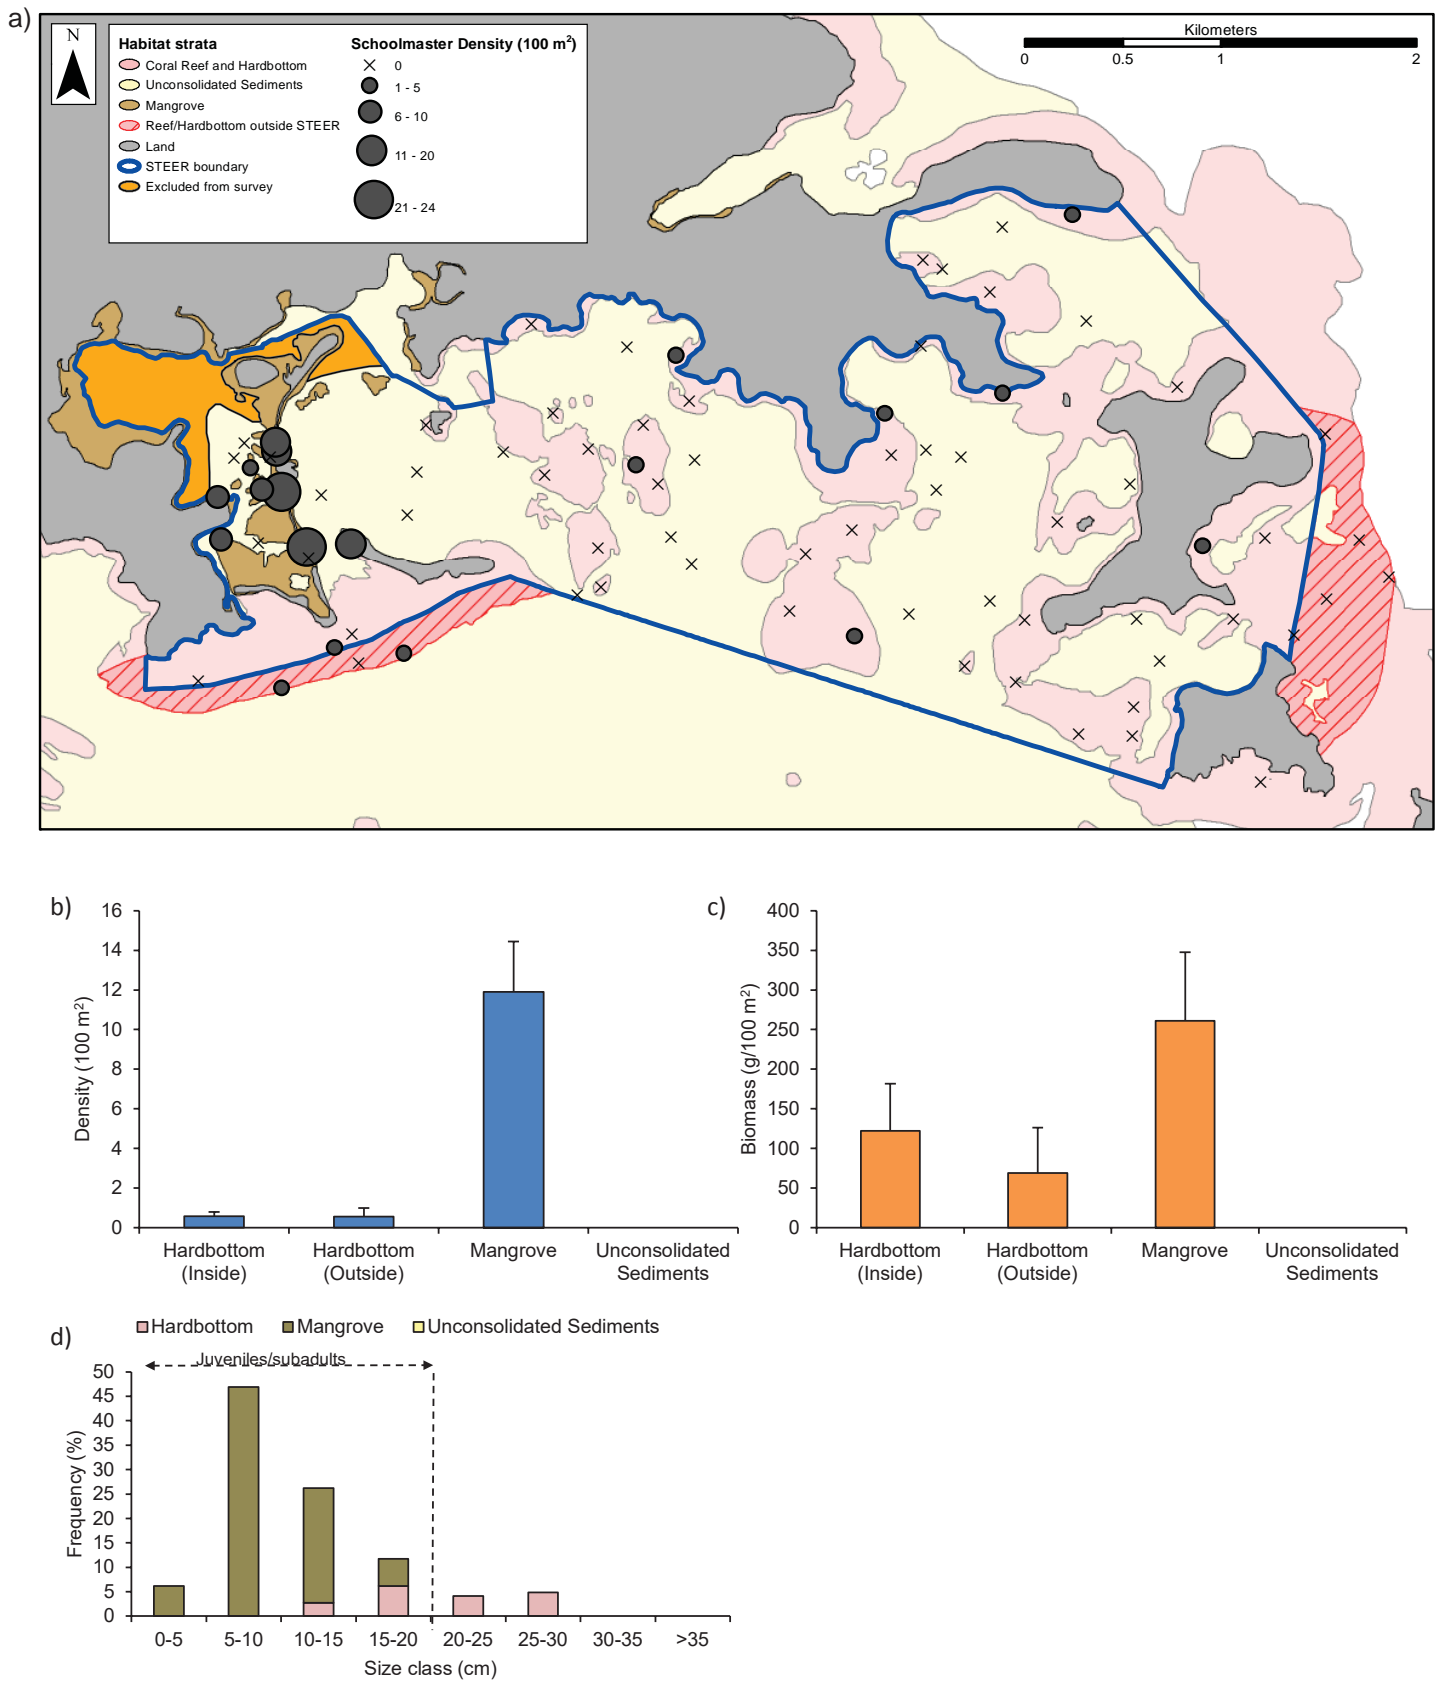 a)
N
Habitat strata
Coral Reef and Hardbottom
Unconsolidated Sediments
Mangrove
Reef/Hardbottom outside STEER
Land
STEER boundary
Excluded from survey
Schoolmaster Density (100 m²)
0
1 - 5
6 - 10
11 - 20
21 - 24
Kilometers
0 0.5 1 2
b)
16
14
12
10
8
6
4
2
0
Density (100 m²)
Hardbottom (Inside)
Hardbottom (Outside)
Mangrove
Unconsolidated Sediments
c)
400
350
300
250
200
150
100
50
0
Biomass (g/100 m²)
Hardbottom (Inside)
Hardbottom (Outside)
Mangrove
Unconsolidated Sediments
d)
Hardbottom Mangrove Unconsolidated Sediments
Juveniles/subadults
50
45
40
35
30
25
20
15
10
5
0
Frequency (%)
0-5 5-10 10-15 15-20 20-25 25-30 30-35 >35
Size class (cm)